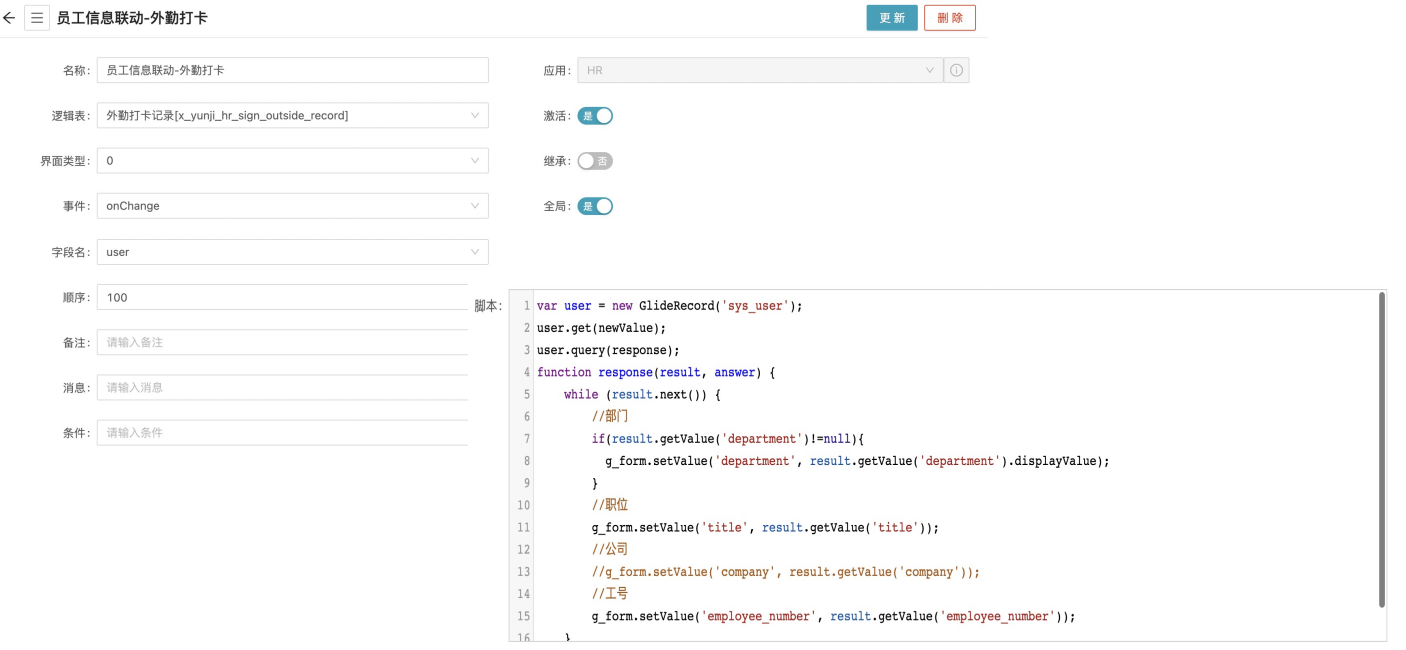 员工信息联动-外勤打卡
更 新
删 除
名称: 员工信息联动-外勤打卡
应用: HR
逻辑表: 外勤打卡记录[x_yunji_hr_sign_outside_record]
激活: 是
界面类型: 0
继承: 否
事件: onChange
全局: 是
字段名: user
顺序: 100
备注: 请输入备注
消息: 请输入消息
条件: 请输入条件
脚本:
1 var user = new GlideRecord('sys_user');
2 user.get(newValue);
3 user.query(response);
4 function response(result, answer) {
5     while (result.next()) {
6         //部门
7         if(result.getValue('department')!=null){
8           g_form.setValue('department', result.getValue('department').displayValue);
9         }
10         //职位
11         g_form.setValue('title', result.getValue('title'));
12         //公司
13         //g_form.setValue('company', result.getValue('company'));
14         //工号
15         g_form.setValue('employee_number', result.getValue('employee_number'));
16     }